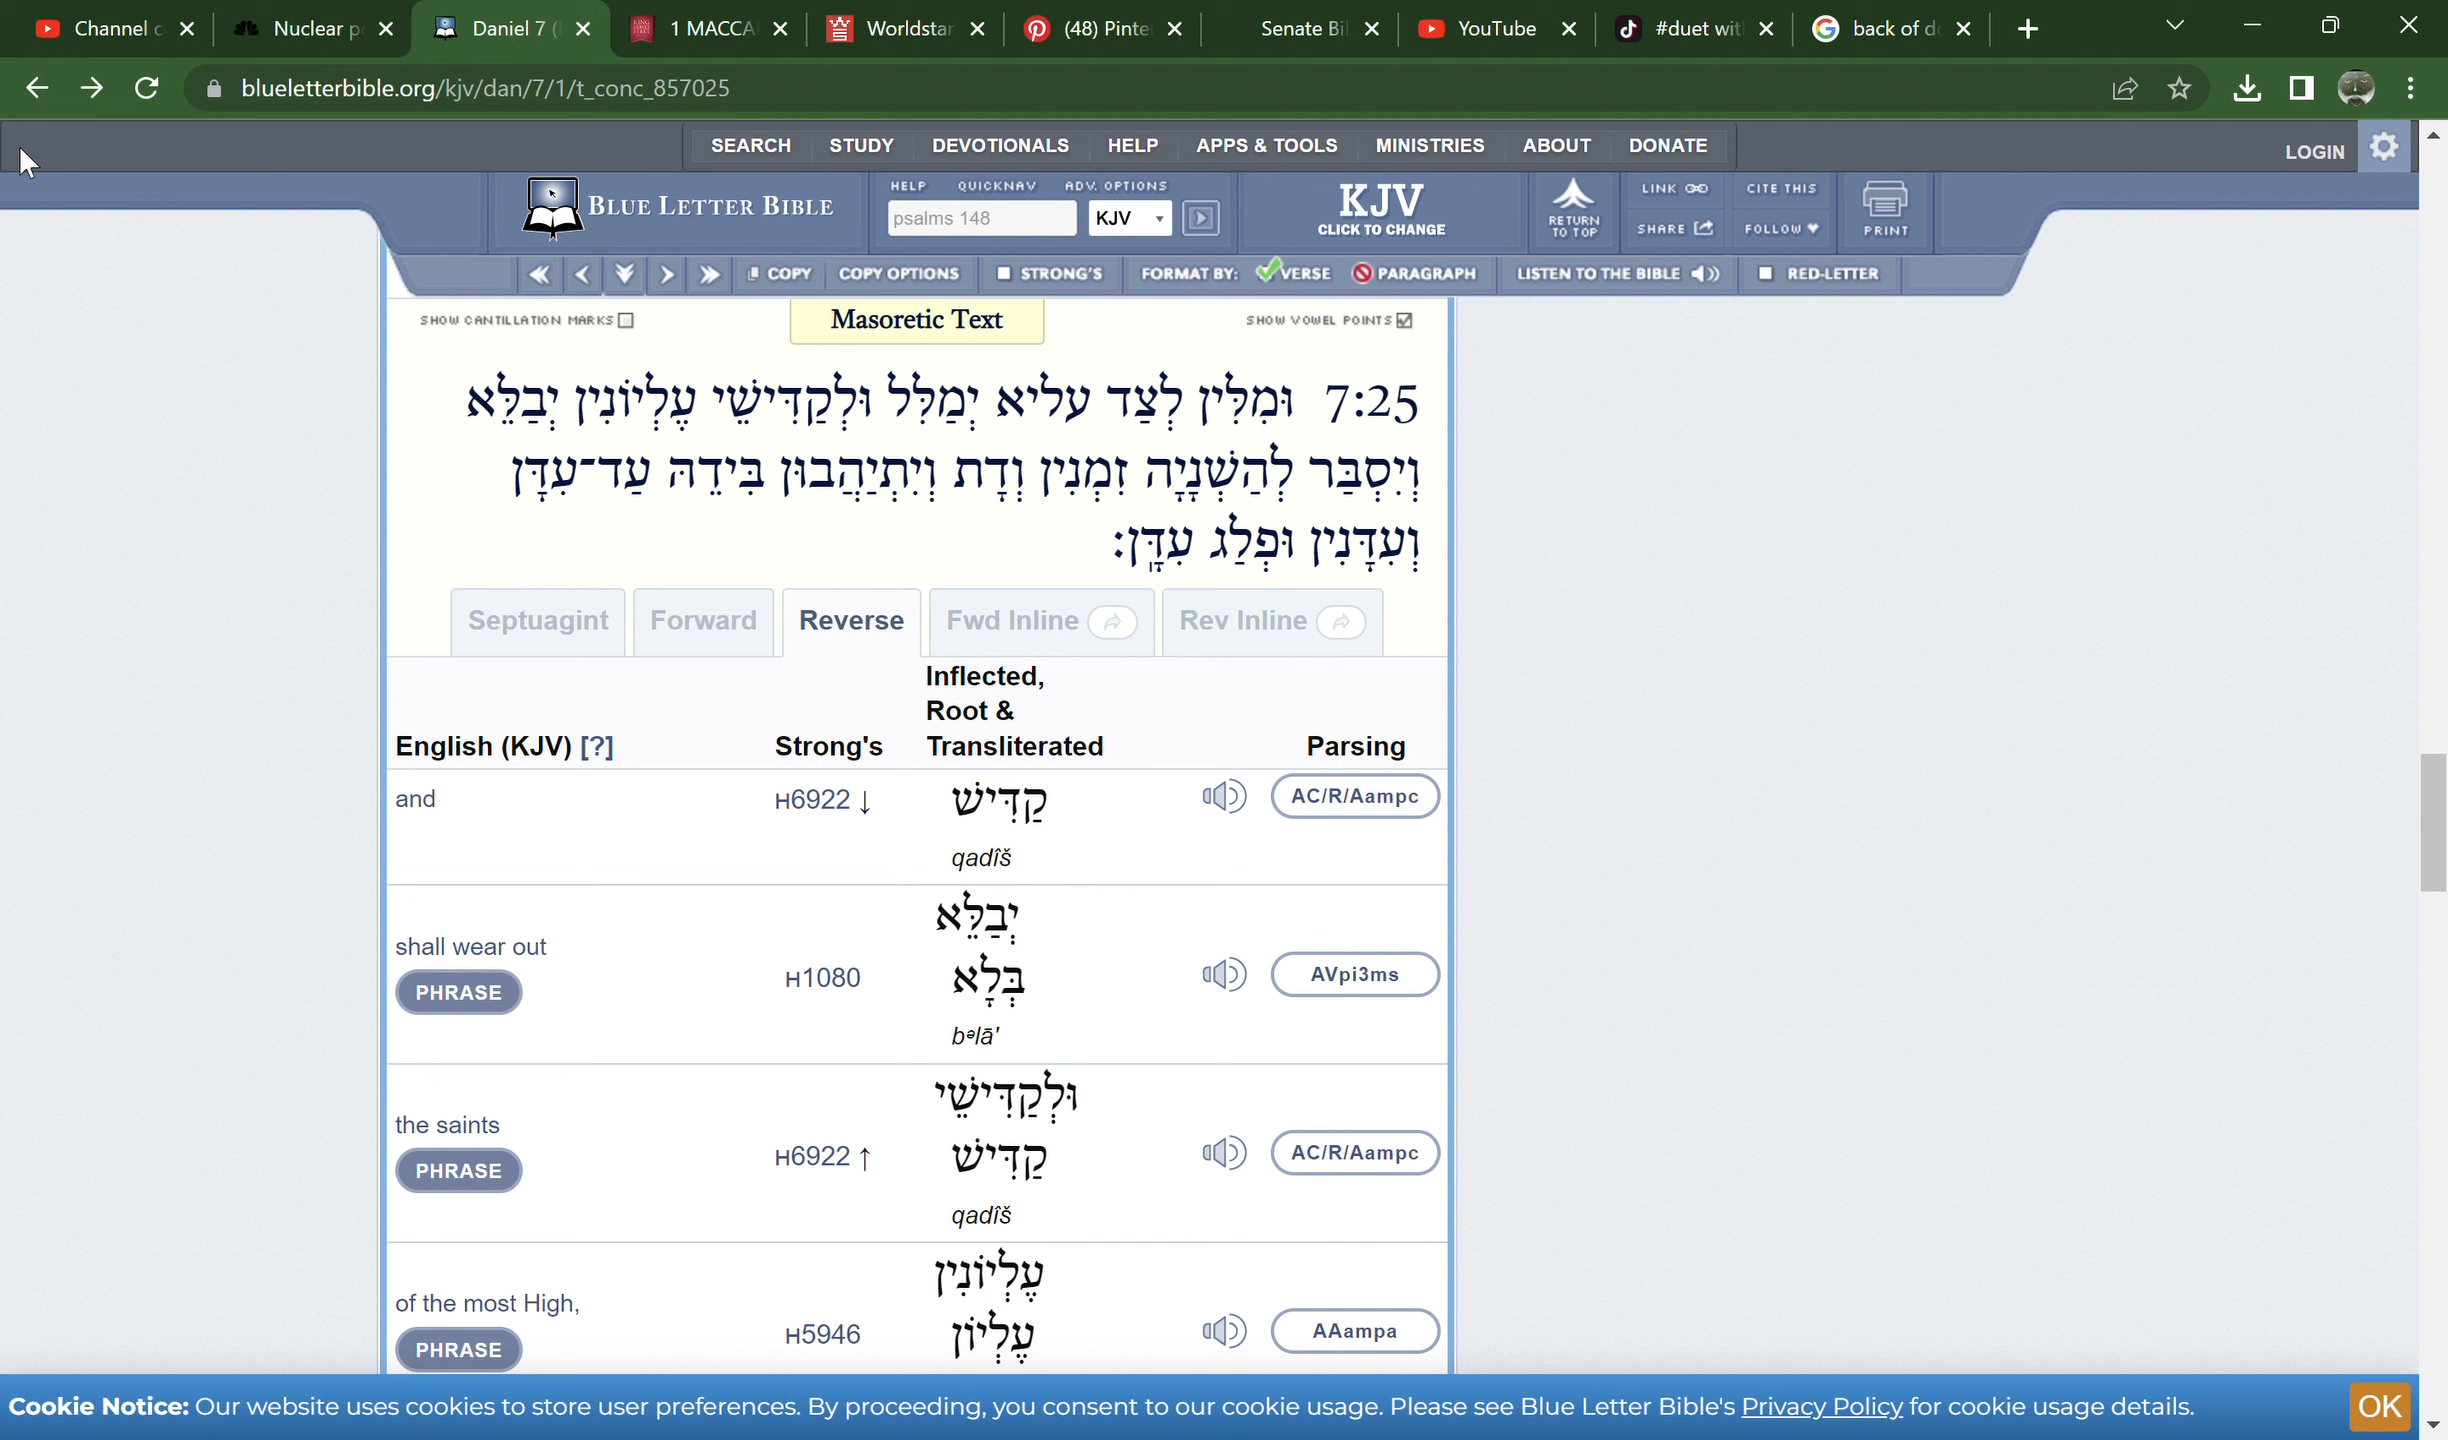 Channel c
Nuclear p
Daniel 7 (
1 MACCA
Worldstar
(48) Pinte
Senate Bil
YouTube
#duet wit
back of d
blueletterbible.org/kjv/dan/7/1/t_conc_857025
SEARCH STUDY DEVOTIONALS HELP APPS & TOOLS MINISTRIES ABOUT DONATE
LOGIN
BLUE LETTER BIBLE
HELP QUICKNAV ADV. OPTIONS
psalms 148 KJV
KJV
CLICK TO CHANGE
RETURN
TO TOP
LINK CITE THIS
SHARE FOLLOW
PRINT
COPY COPY OPTIONS STRONG'S FORMAT BY: VERSE PARAGRAPH LISTEN TO THE BIBLE RED-LETTER
SHOW CANTILLATION MARKS
Masoretic Text
SHOW VOWEL POINTS
7:25 וּמִלִּין לְצַד עליא יְמַלִּל וּלְקַדִּישֵׁי עֶלְיוֹנִין יְבַלֵּא
וְיִסְבַּר לְהַשְׁנָיָה זִמְנִין וְדָת וְיִתְיַהֲבוּן בִּידֵהּ עַד־עִדָּן
וְעִדָּנִין וּפְלַג עִדָּֽן׃
Septuagint Forward Reverse Fwd Inline Rev Inline
English (KJV) [?]
Strong's
Inflected,
Root &
Transliterated
Parsing
and
H6922 ↓
קַדִּישׁ
qadîš
AC/R/Aampc
shall wear out
PHRASE
H1080
יְבַלֵּא
בְּלָא
bᵊlā'
AVpi3ms
the saints
PHRASE
H6922 ↑
וּלְקַדִּישֵׁי
קַדִּישׁ
qadîš
AC/R/Aampc
of the most High,
PHRASE
H5946
עֶלְיוֹנִין
עֶלְיוֹן
AAampa
Cookie Notice: Our website uses cookies to store user preferences. By proceeding, you consent to our cookie usage. Please see Blue Letter Bible's Privacy Policy for cookie usage details.
OK